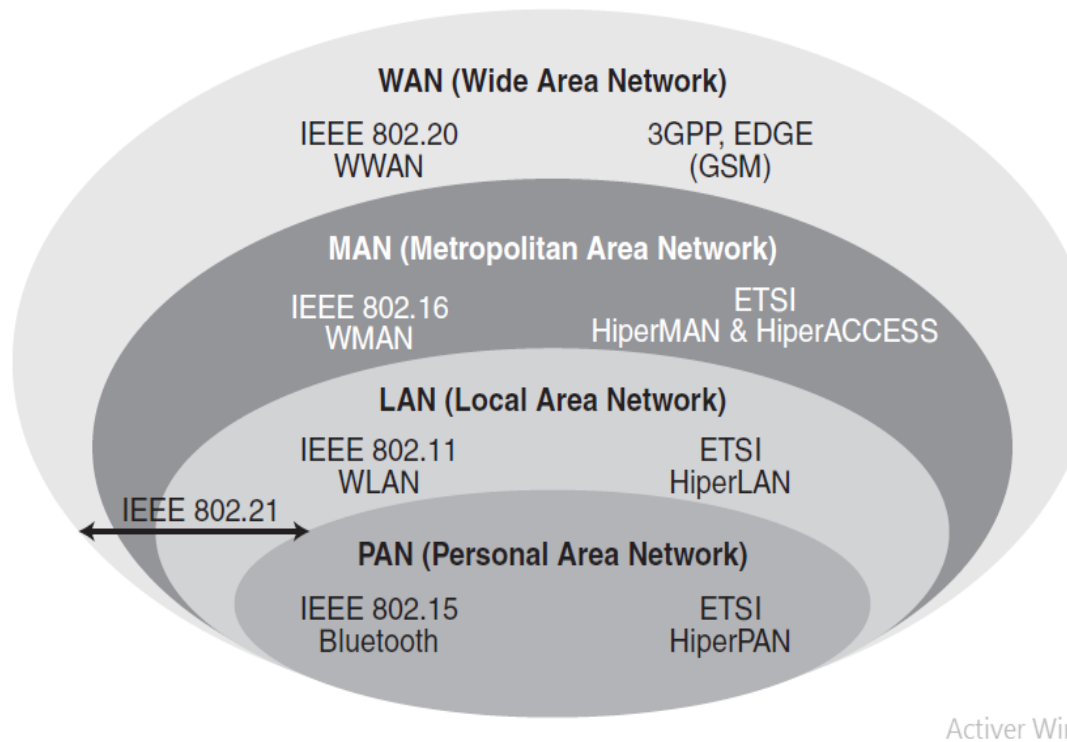 WAN (Wide Area Network)
IEEE 802.20
WWAN
3GPP, EDGE
(GSM)
MAN (Metropolitan Area Network)
IEEE 802.16
WMAN
ETSI
HiperMAN & HiperACCESS
LAN (Local Area Network)
IEEE 802.11
WLAN
ETSI
HiperLAN
IEEE 802.21
PAN (Personal Area Network)
IEEE 802.15
Bluetooth
ETSI
HiperPAN
Activer Wi